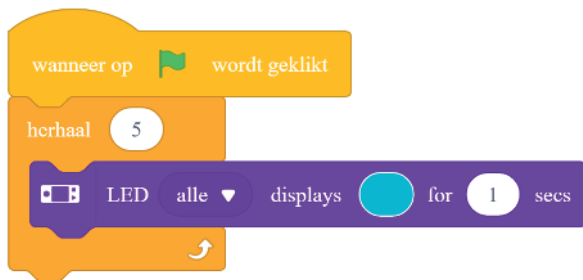 wanneer op wordt geklikt
herhaal 5
LED alle displays for 1 secs